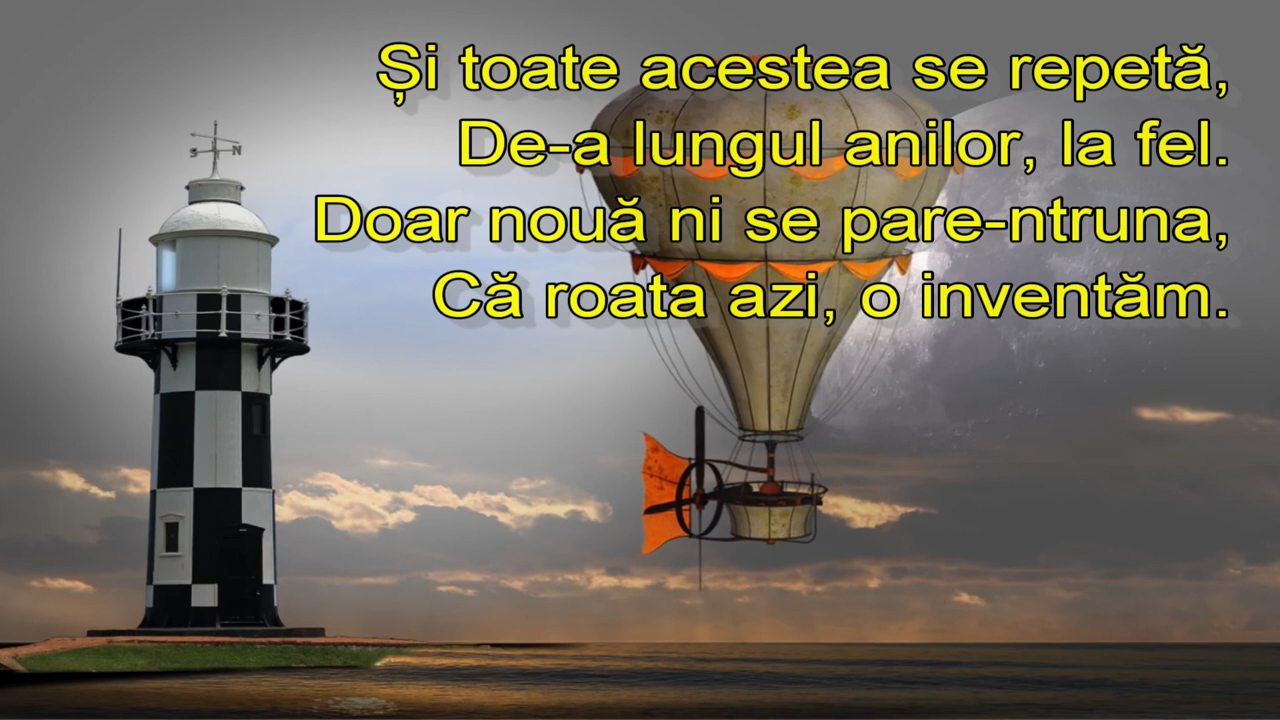 Și toate acestea se repetă,
De-a lungul anilor, la fel.
Doar nouă ni se pare-ntruna,
Că roata azi, o inventăm.
S N